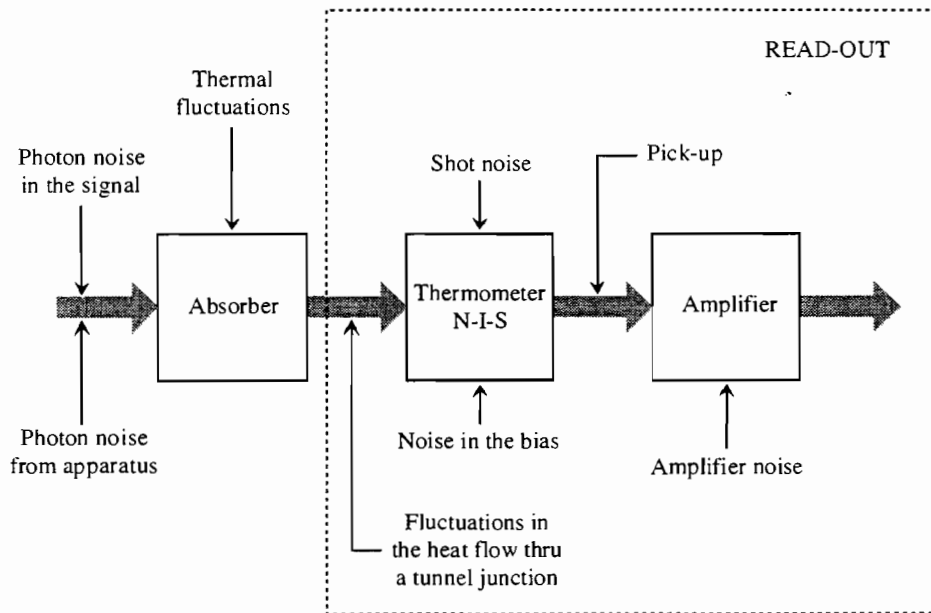 READ-OUT
Thermal
fluctuations
Photon noise
in the signal
Shot noise
Pick-up
Absorber
Thermometer
N-I-S
Amplifier
Photon noise
from apparatus
Noise in the bias
Amplifier noise
Fluctuations in
the heat flow thru
a tunnel junction